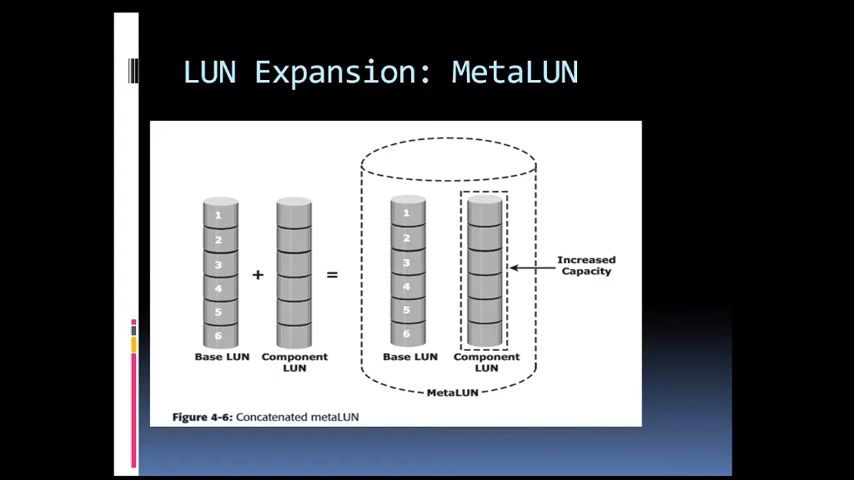 LUN Expansion: MetaLUN
1
2
3
4
5
6
+
=
1
2
3
4
5
6
Increased
Capacity
Base LUN
Component
LUN
Base LUN
Component
LUN
MetaLUN
Figure 4-6: Concatenated metaLUN